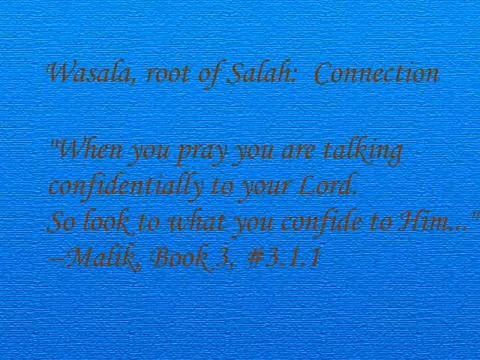 Wasala, root of Salah:  Connection
"When you pray you are talking
confidentially to your Lord.
So look to what you confide to Him..."
--Malik, Book 3, #3.1.1